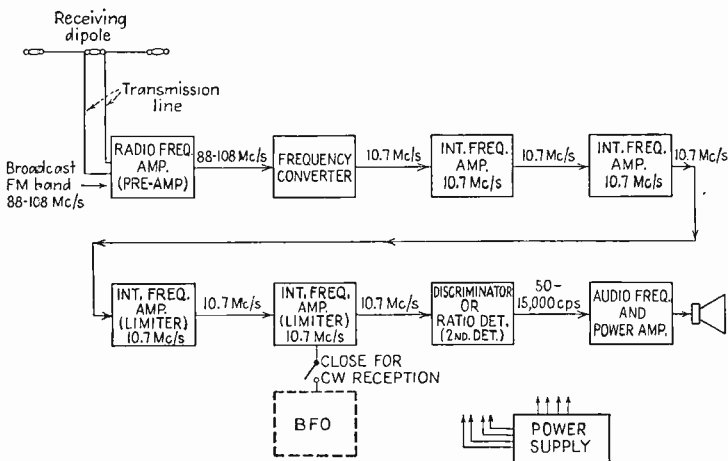 Receiving
dipole
Transmission
line
Broadcast
FM band
88-108 Mc/s
RADIO FREQ.
AMP.
(PRE-AMP)
88-108 Mc/s
FREQUENCY
CONVERTER
10.7 Mc/s
INT. FREQ.
AMP.
10.7 Mc/s
10.7 Mc/s
INT. FREQ.
AMP.
10.7 Mc/s
10.7 Mc/s
INT. FREQ.
AMP.
(LIMITER)
10.7 Mc/s
10.7 Mc/s
INT. FREQ.
AMP.
(LIMITER)
10.7 Mc/s
10.7 Mc/s
DISCRIMINATOR
OR
RATIO DET.
(2ND. DET.)
50-
15,000 cps
AUDIO FREQ.
AND
POWER AMP.
CLOSE FOR
CW RECEPTION
BFO
POWER
SUPPLY